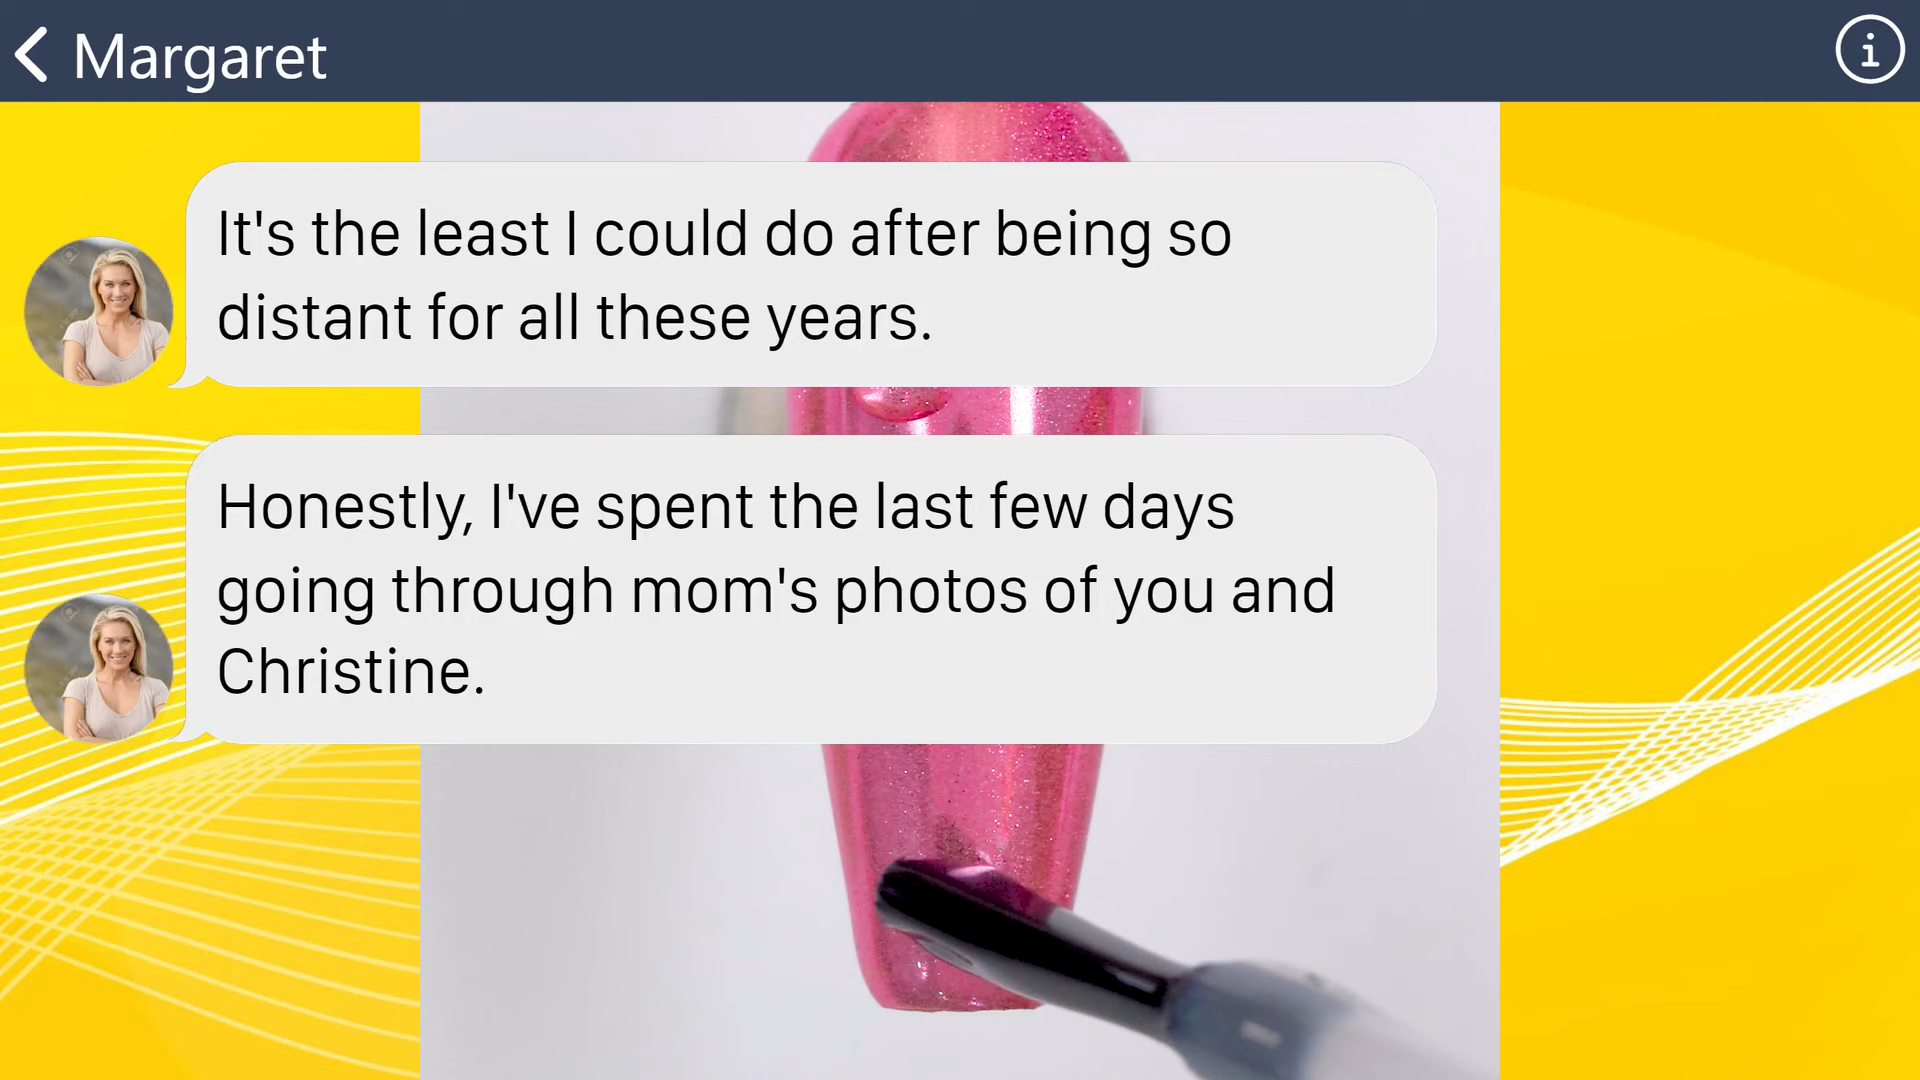 Margaret
It's the least I could do after being so
distant for all these years.
Honestly, I've spent the last few days
going through mom's photos of you and
Christine.